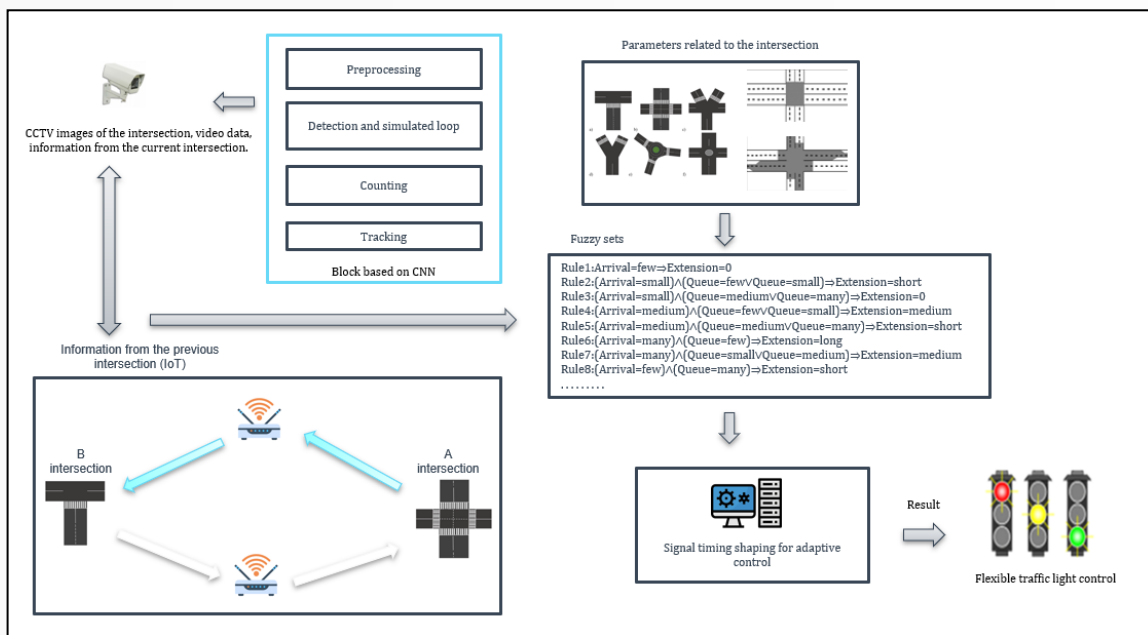 Preprocessing
Detection and simulated loop
Counting
Tracking
Block based on CNN
CCTV images of the intersection, video data,
information from the current intersection.
Parameters related to the intersection
Fuzzy sets
Rule1:Arrival=few⇒Extension=0
Rule2:(Arrival=small)∧(Queue=few∨Queue=small)⇒Extension=short
Rule3:(Arrival=small)∧(Queue=medium∨Queue=many)⇒Extension=0
Rule4:(Arrival=medium)∧(Queue=few∨Queue=small)⇒Extension=medium
Rule5:(Arrival=medium)∧(Queue=medium∨Queue=many)⇒Extension=short
Rule6:(Arrival=many)∧(Queue=few)⇒Extension=long
Rule7:(Arrival=many)∧(Queue=small∨Queue=medium)⇒Extension=medium
Rule8:(Arrival=few)∧(Queue=many)⇒Extension=short
. . . . . . . . .
Information from the previous
intersection (IoT)
B
intersection
A
intersection
Signal timing shaping for adaptive
control
Result
Flexible traffic light control